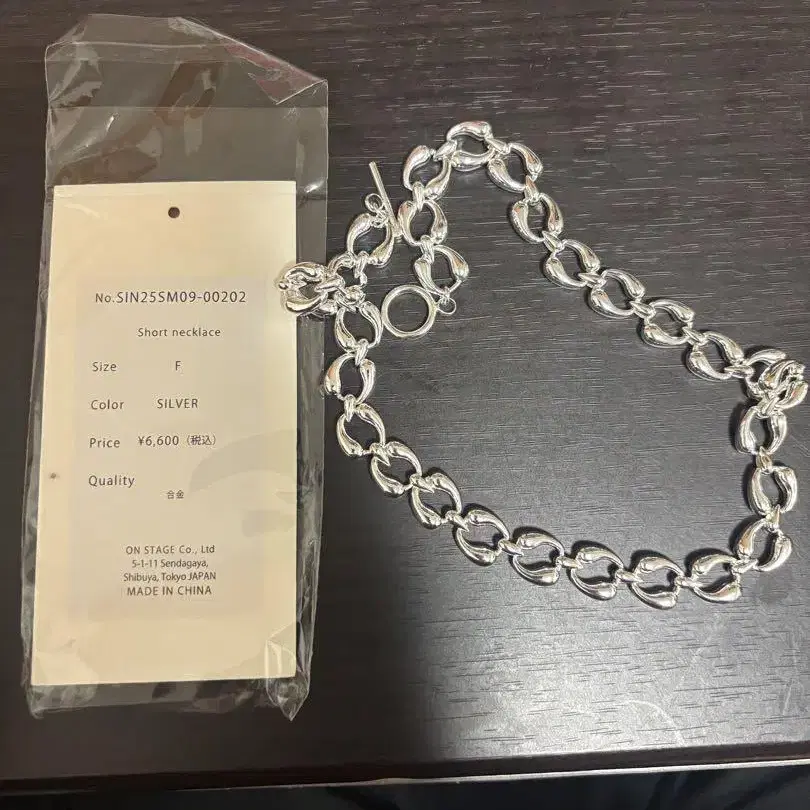 No.SIN25SM09-00202
Short necklace
Size F
Color SILVER
Price ¥6,600（税込）
Quality
合金
ON STAGE Co., Ltd
5-1-11 Sendagaya,
Shibuya, Tokyo JAPAN
MADE IN CHINA